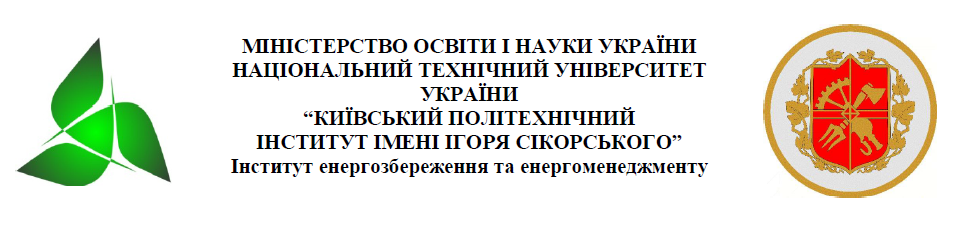 МІНІСТЕРСТВО ОСВІТИ І НАУКИ УКРАЇНИ
НАЦІОНАЛЬНИЙ ТЕХНІЧНИЙ УНІВЕРСИТЕТ
УКРАЇНИ
“КИЇВСЬКИЙ ПОЛІТЕХНІЧНИЙ
ІНСТИТУТ ІМЕНІ ІГОРЯ СІКОРСЬКОГО”
Інститут енергозбереження та енергоменеджменту